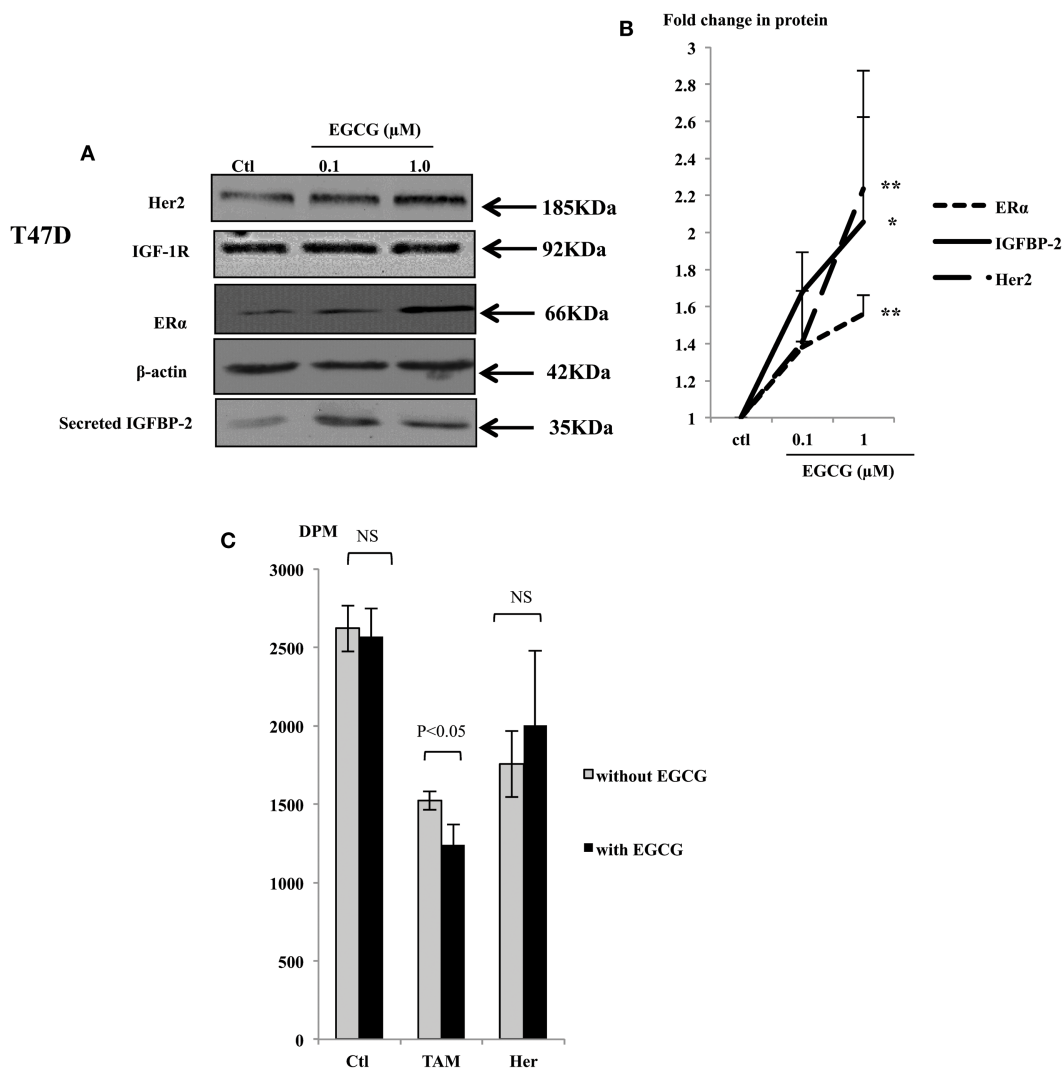 A
T47D
EGCG (µM)
Ctl 0.1 1.0
Her2 185KDa
IGF-1R 92KDa
ERα 66KDa
β-actin 42KDa
Secreted IGFBP-2 35KDa
B
Fold change in protein
3
2.8
2.6
2.4
2.2
2
1.8
1.6
1.4
1.2
1
**
*
**
ctl 0.1 1
EGCG (µM)
ERα
IGFBP-2
Her2
C
DPM
3000
2500
2000
1500
1000
500
0
NS
P<0.05
NS
Ctl TAM Her
without EGCG
with EGCG